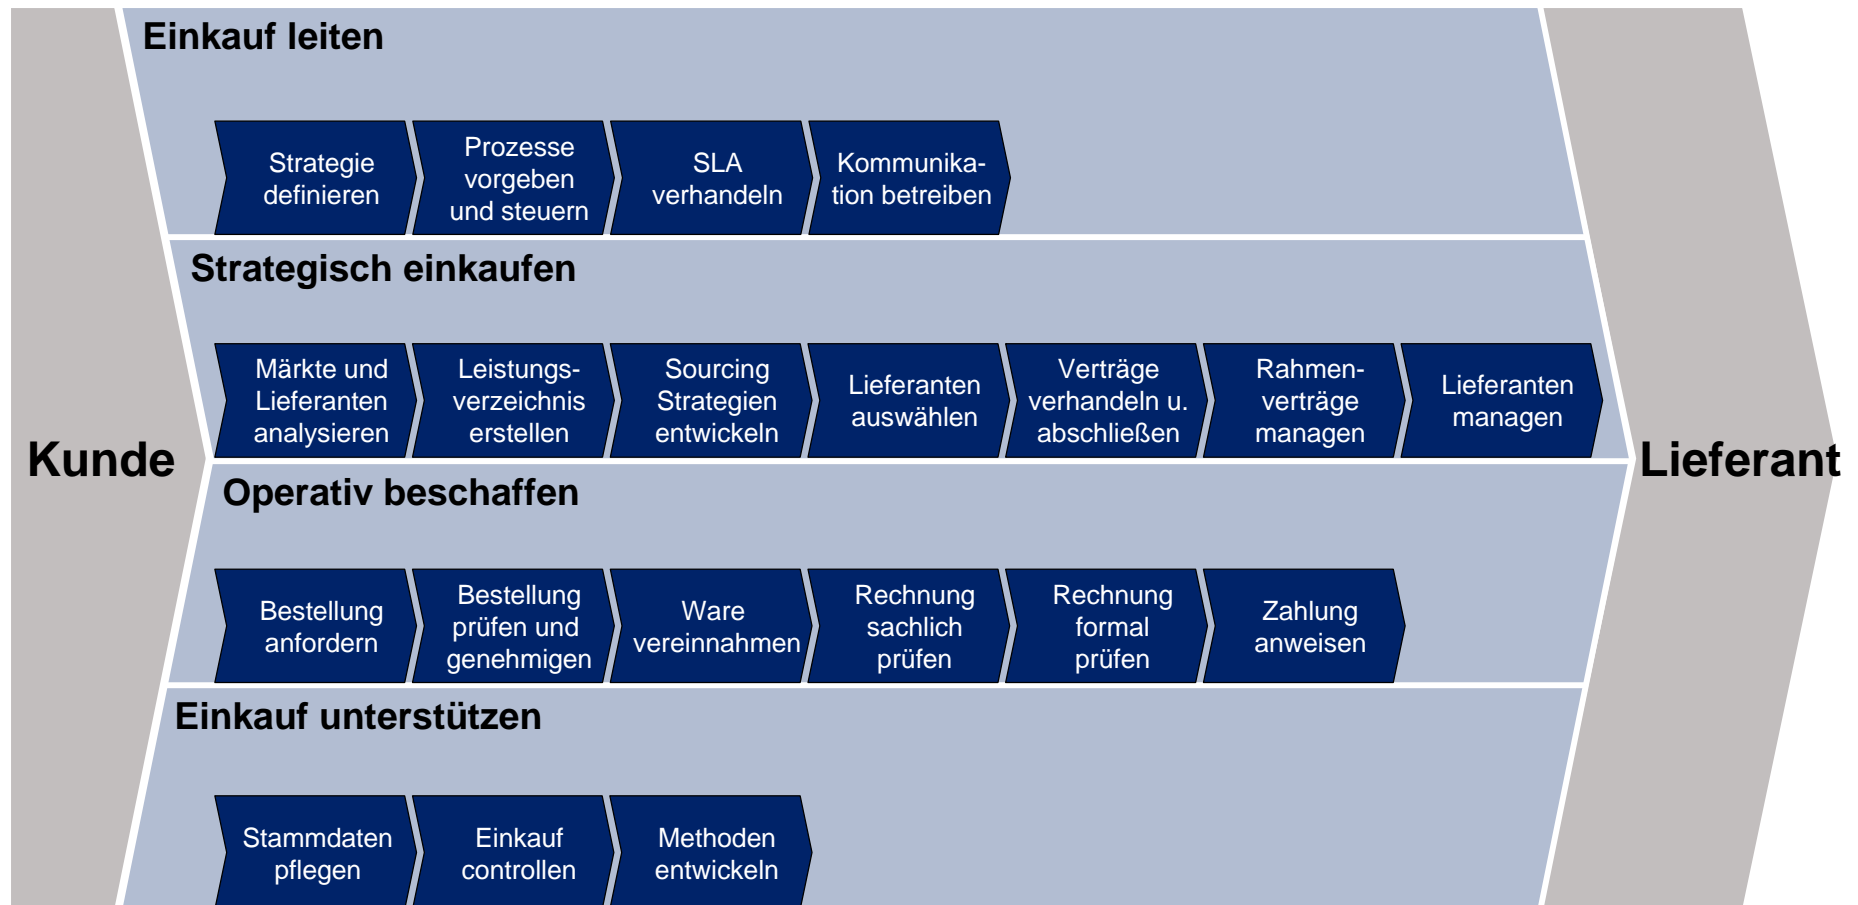 Einkauf leiten
Strategie
definieren
Prozesse
vorgeben
und steuern
SLA
verhandeln
Kommunika-
tion betreiben
Strategisch einkaufen
Märkte und
Lieferanten
analysieren
Leistungs-
verzeichnis
erstellen
Sourcing
Strategien
entwickeln
Lieferanten
auswählen
Verträge
verhandeln u.
abschließen
Rahmen-
verträge
managen
Lieferanten
managen
Kunde
Lieferant
Operativ beschaffen
Bestellung
anfordern
Bestellung
prüfen und
genehmigen
Ware
vereinnahmen
Rechnung
sachlich
prüfen
Rechnung
formal
prüfen
Zahlung
anweisen
Einkauf unterstützen
Stammdaten
pflegen
Einkauf
controllen
Methoden
entwickeln